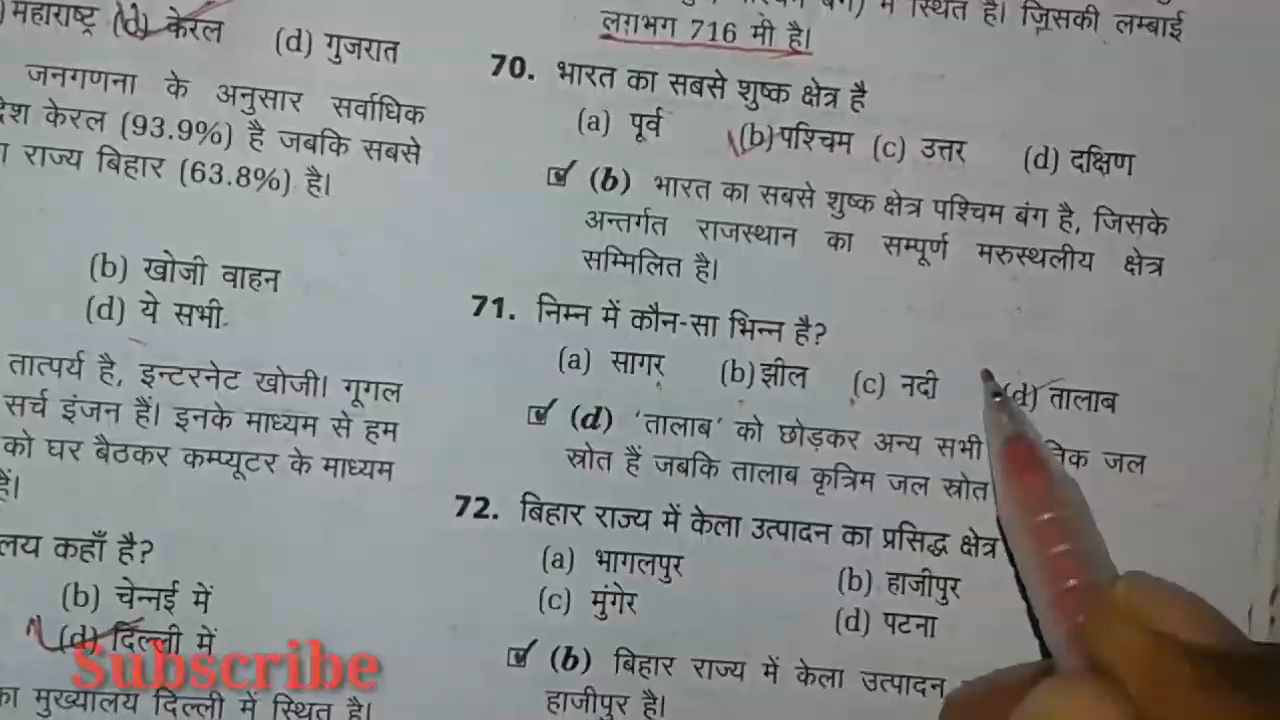 महाराष्ट्र
केरल
(d) गुजरात
जनगणना के अनुसार सर्वाधिक
केरल (93.9%) है जबकि सबसे
राज्य बिहार (63.8%) है।
(b) खोजी वाहन
(d) ये सभी
तात्पर्य है, इन्टरनेट खोजी। गूगल
सर्च इंजन हैं। इनके माध्यम से हम
को घर बैठकर कम्प्यूटर के माध्यम
कहाँ है?
(b) चेन्नई में
(d) दिल्ली में
Subscribe
मुख्यालय दिल्ली में स्थित है।
में स्थित है। जिसकी लम्बाई
लगभग 716 मी है।
70. भारत का सबसे शुष्क क्षेत्र है
(a) पूर्व (b) पश्चिम (c) उत्तर (d) दक्षिण
(b) भारत का सबसे शुष्क क्षेत्र पश्चिम बंग है, जिसके
अन्तर्गत राजस्थान का सम्पूर्ण मरुस्थलीय क्षेत्र
सम्मिलित है।
71. निम्न में कौन-सा भिन्न है?
(a) सागर (b) झील (c) नदी (d) तालाब
(d) 'तालाब' को छोड़कर अन्य सभी जल
स्रोत हैं जबकि तालाब कृत्रिम जल स्रोत
72. बिहार राज्य में केला उत्पादन का प्रसिद्ध क्षेत्र
(a) भागलपुर (b) हाजीपुर
(c) मुंगेर (d) पटना
(b) बिहार राज्य में केला उत्पादन
हाजीपुर है।